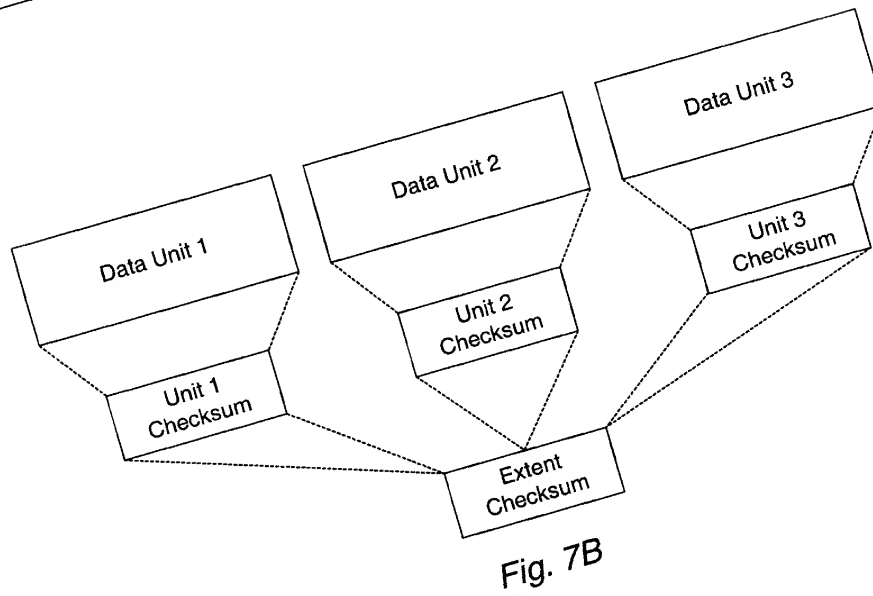 Data Unit 1
Data Unit 2
Data Unit 3
Unit 1
Checksum
Unit 2
Checksum
Unit 3
Checksum
Extent
Checksum
Fig. 7B